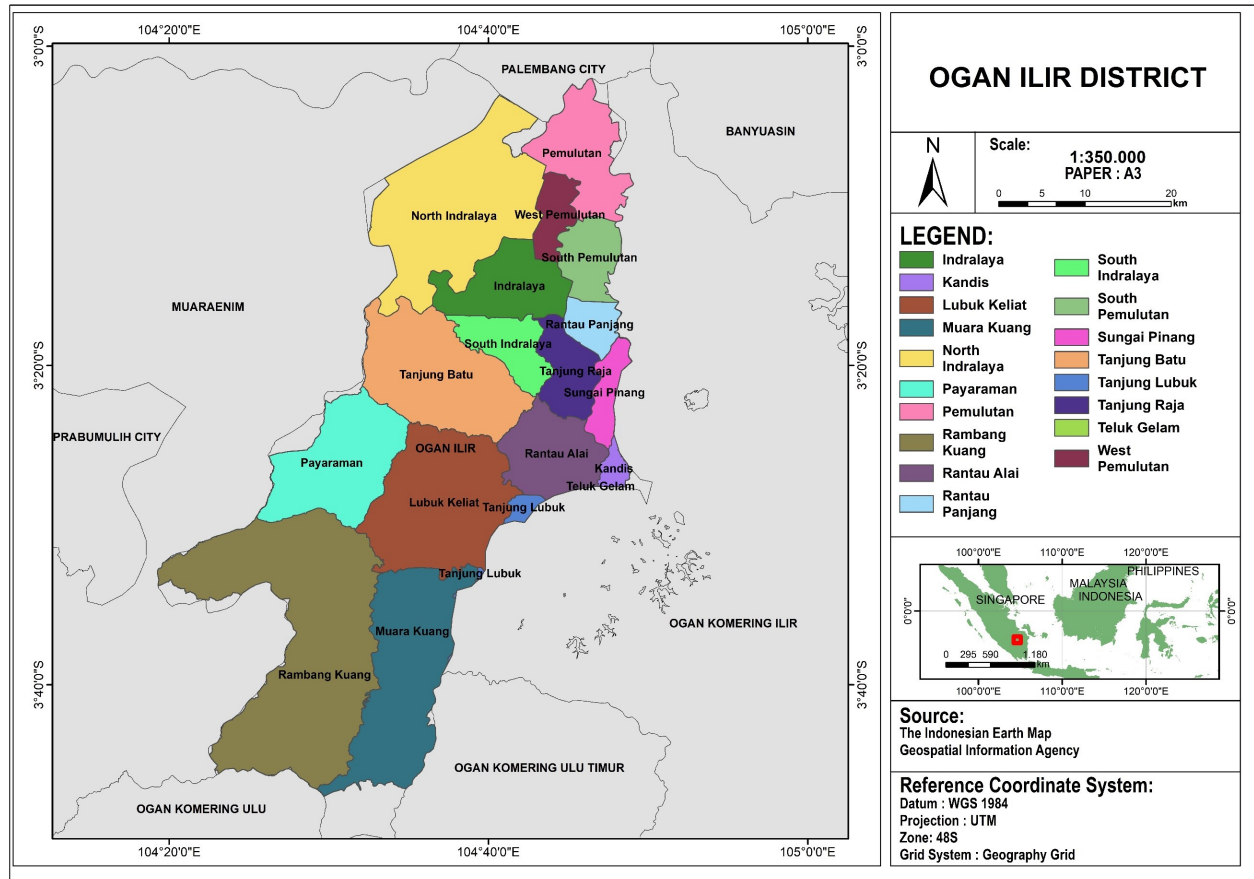 104°20'0"E
104°40'0"E
105°0'0"E
3°0'0"S
3°0'0"S
PALEMBANG CITY
BANYUASIN
Pemulutan
North Indralaya
West Pemulutan
South Pemulutan
Indralaya
MUARAENIM
Rantau Panjang
South Indralaya
3°20'0"S
3°20'0"S
Tanjung Batu
Tanjung Raja
Sungai Pinang
PRABUMULIH CITY
OGAN ILIR
Rantau Alai
Payaraman
Kandis
Teluk Gelam
Lubuk Keliat
Tanjung Lubuk
Tanjung Lubuk
OGAN KOMERING ILIR
Muara Kuang
Rambang Kuang
3°40'0"S
3°40'0"S
OGAN KOMERING ULU TIMUR
OGAN KOMERING ULU
104°20'0"E
104°40'0"E
105°0'0"E
OGAN ILIR DISTRICT
N
Scale:
1:350.000
PAPER : A3
0 5 10 20
km
LEGEND:
Indralaya
Kandis
Lubuk Keliat
Muara Kuang
North
Indralaya
Payaraman
Pemulutan
Rambang
Kuang
Rantau Alai
Rantau
Panjang
South
Indralaya
South
Pemulutan
Sungai Pinang
Tanjung Batu
Tanjung Lubuk
Tanjung Raja
Teluk Gelam
West
Pemulutan
100°0'0"E
110°0'0"E
120°0'0"E
PHILIPPINES
MALAYSIA
INDONESIA
SINGAPORE
0°0'0"
0°0'0"
0 295 590 1.180
km
100°0'0"E
110°0'0"E
120°0'0"E
Source:
The Indonesian Earth Map
Geospatial Information Agency
Reference Coordinate System:
Datum : WGS 1984
Projection : UTM
Zone: 48S
Grid System : Geography Grid